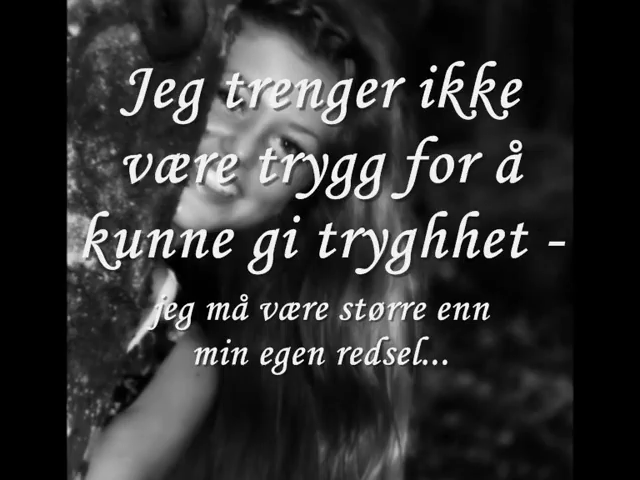 Jeg trenger ikke
være trygg for å
kunne gi tryghhet -
jeg må være større enn
min egen redsel...